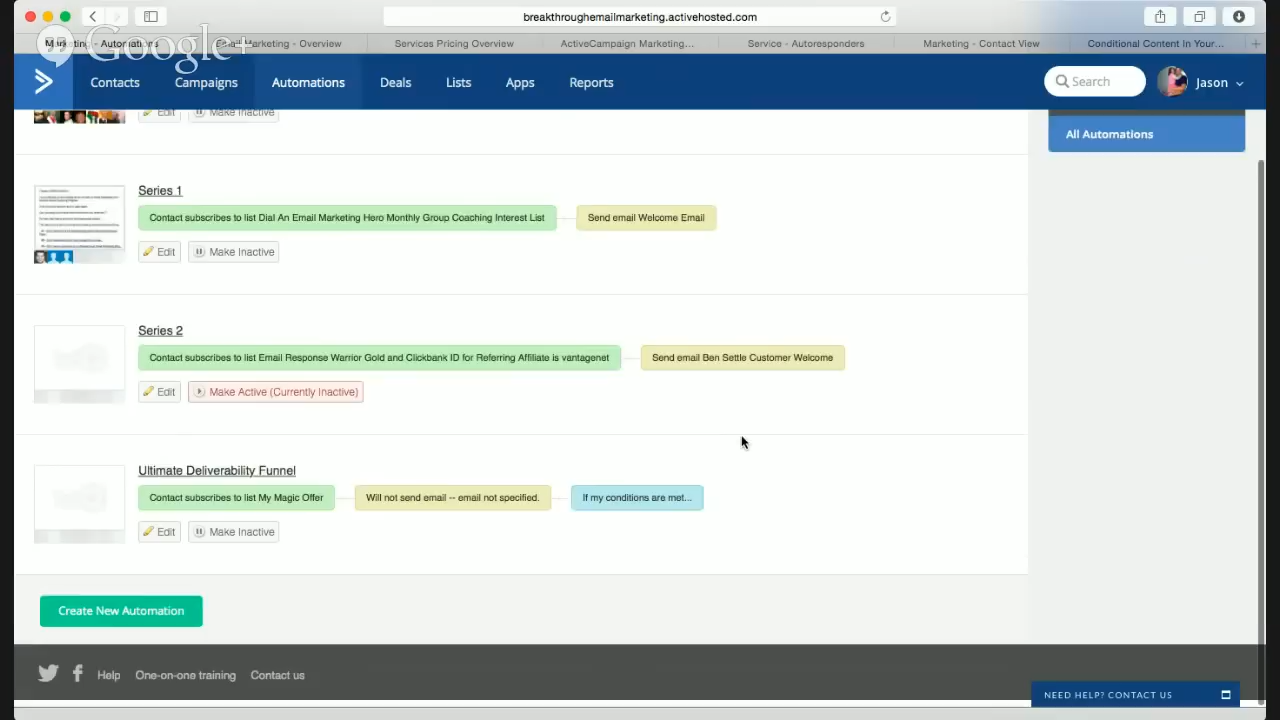 breakthroughemailmarketing.activehosted.com
Google+
Marketing - Automations
Email Marketing - Overview
Services Pricing Overview
ActiveCampaign Marketing...
Service - Autoresponders
Marketing - Contact View
Conditional Content In Your...
Contacts
Campaigns
Automations
Deals
Lists
Apps
Reports
Search
Jason
Edit
Make Inactive
All Automations
Series 1
Contact subscribes to list Dial An Email Marketing Hero Monthly Group Coaching Interest List
Send email Welcome Email
Edit
Make Inactive
Series 2
Contact subscribes to list Email Response Warrior Gold and Clickbank ID for Referring Affiliate is vantagenet
Send email Ben Settle Customer Welcome
Edit
Make Active (Currently Inactive)
Ultimate Deliverability Funnel
Contact subscribes to list My Magic Offer
Will not send email -- email not specified.
If my conditions are met...
Edit
Make Inactive
Create New Automation
Help
One-on-one training
Contact us
NEED HELP? CONTACT US